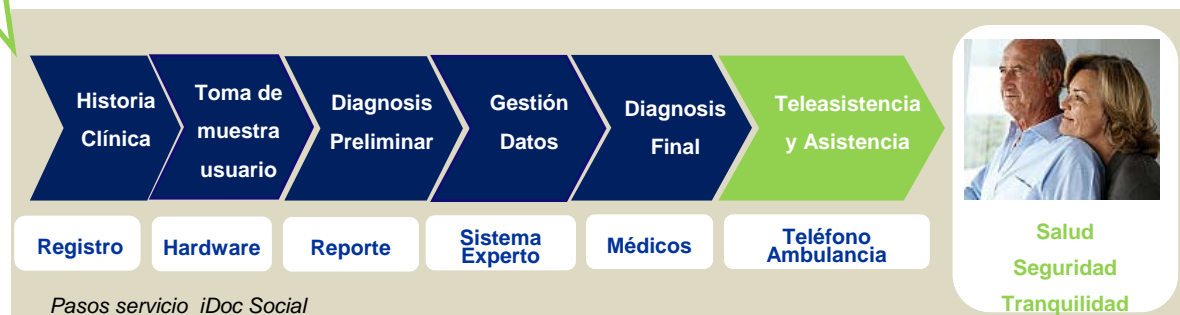 Historia
Clínica
Toma de
muestra
usuario
Diagnosis
Preliminar
Gestión
Datos
Diagnosis
Final
Teleasistencia
y Asistencia
Registro
Hardware
Reporte
Sistema
Experto
Médicos
Teléfono
Ambulancia
Salud
Seguridad
Tranquilidad
Pasos servicio iDoc Social